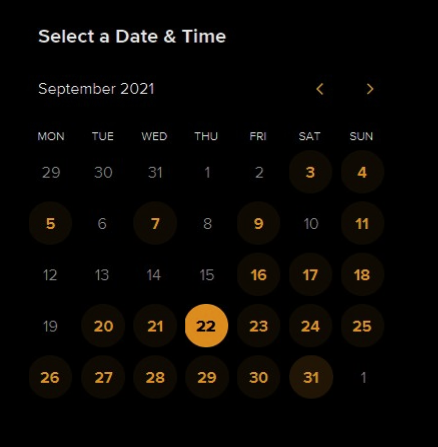 Select a Date & Time
September 2021
MON TUE WED THU FRI SAT SUN
29 30 31 1 2 3 4
5 6 7 8 9 10 11
12 13 14 15 16 17 18
19 20 21 22 23 24 25
26 27 28 29 30 31 1